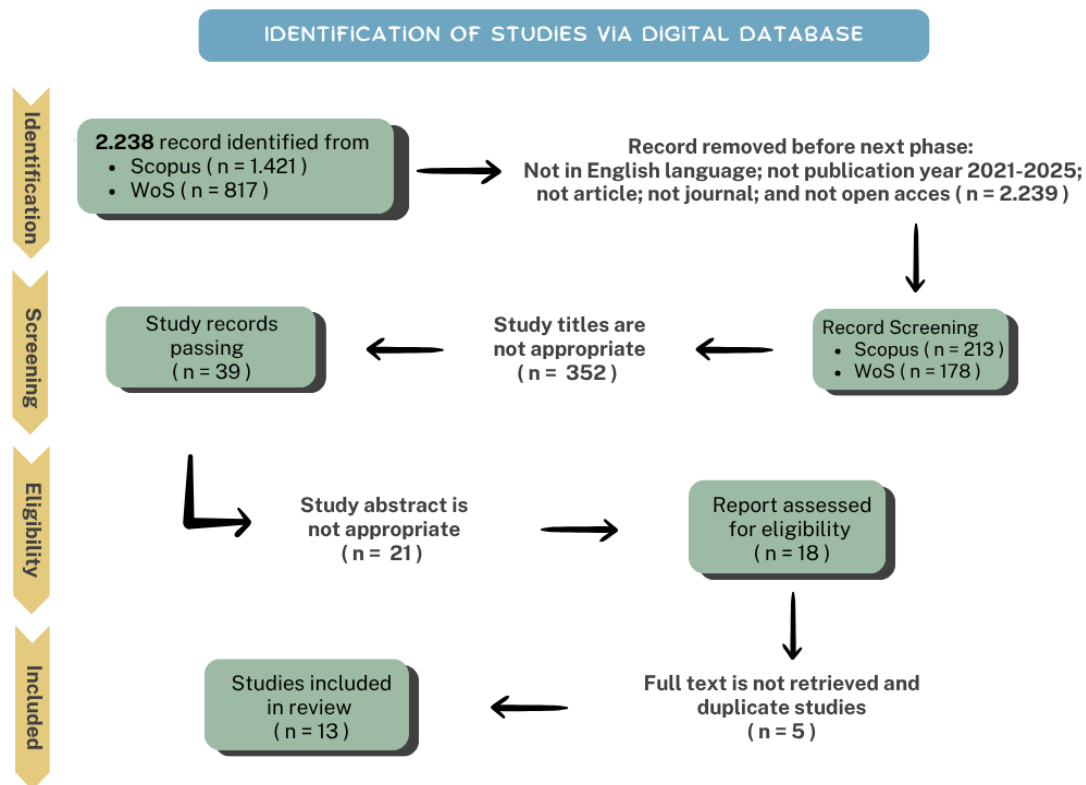 IDENTIFICATION OF STUDIES VIA DIGITAL DATABASE
Identification
2.238 record identified from
• Scopus ( n = 1.421)
• WoS ( n = 817)
Record removed before next phase:
Not in English language; not publication year 2021-2025;
not article; not journal; and not open acces ( n = 2.239 )
Screening
Study records
passing
( n = 39 )
Study titles are
not appropriate
( n = 352 )
Record Screening
• Scopus ( n = 213 )
• WoS ( n = 178 )
Eligibility
Study abstract is
not appropriate
( n = 21 )
Report assessed
for eligibility
( n = 18 )
Included
Studies included
in review
( n = 13 )
Full text is not retrieved and
duplicate studies
( n = 5 )